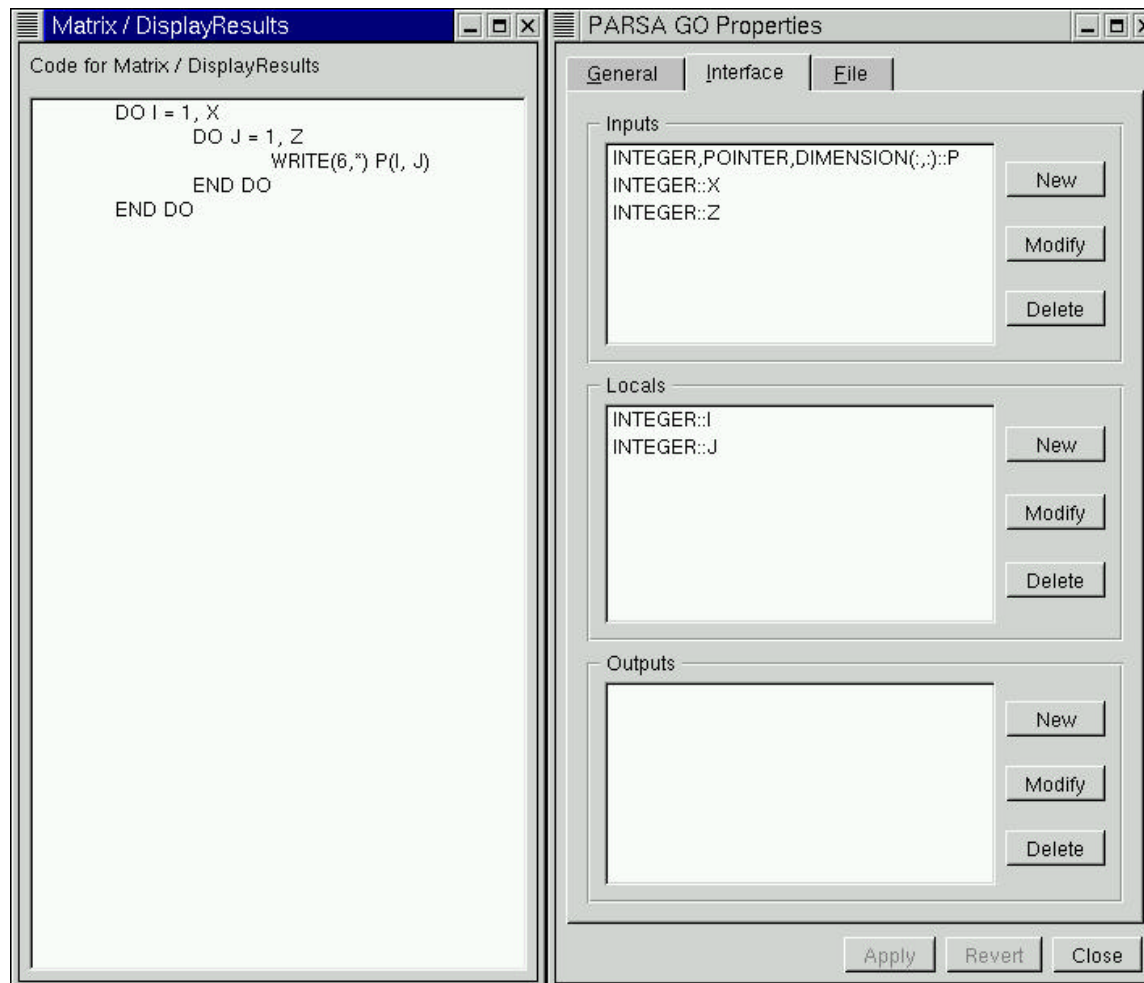 Matrix / DisplayResults
Code for Matrix / DisplayResults
DO I = 1, X
DO J = 1, Z
WRITE(6,*) P(I, J)
END DO
END DO
PARSA GO Properties
General
Interface
File
Inputs
INTEGER,POINTER,DIMENSION(:,:)::P
INTEGER::X
INTEGER::Z
New
Modify
Delete
Locals
INTEGER::I
INTEGER::J
New
Modify
Delete
Outputs
New
Modify
Delete
Apply
Revert
Close